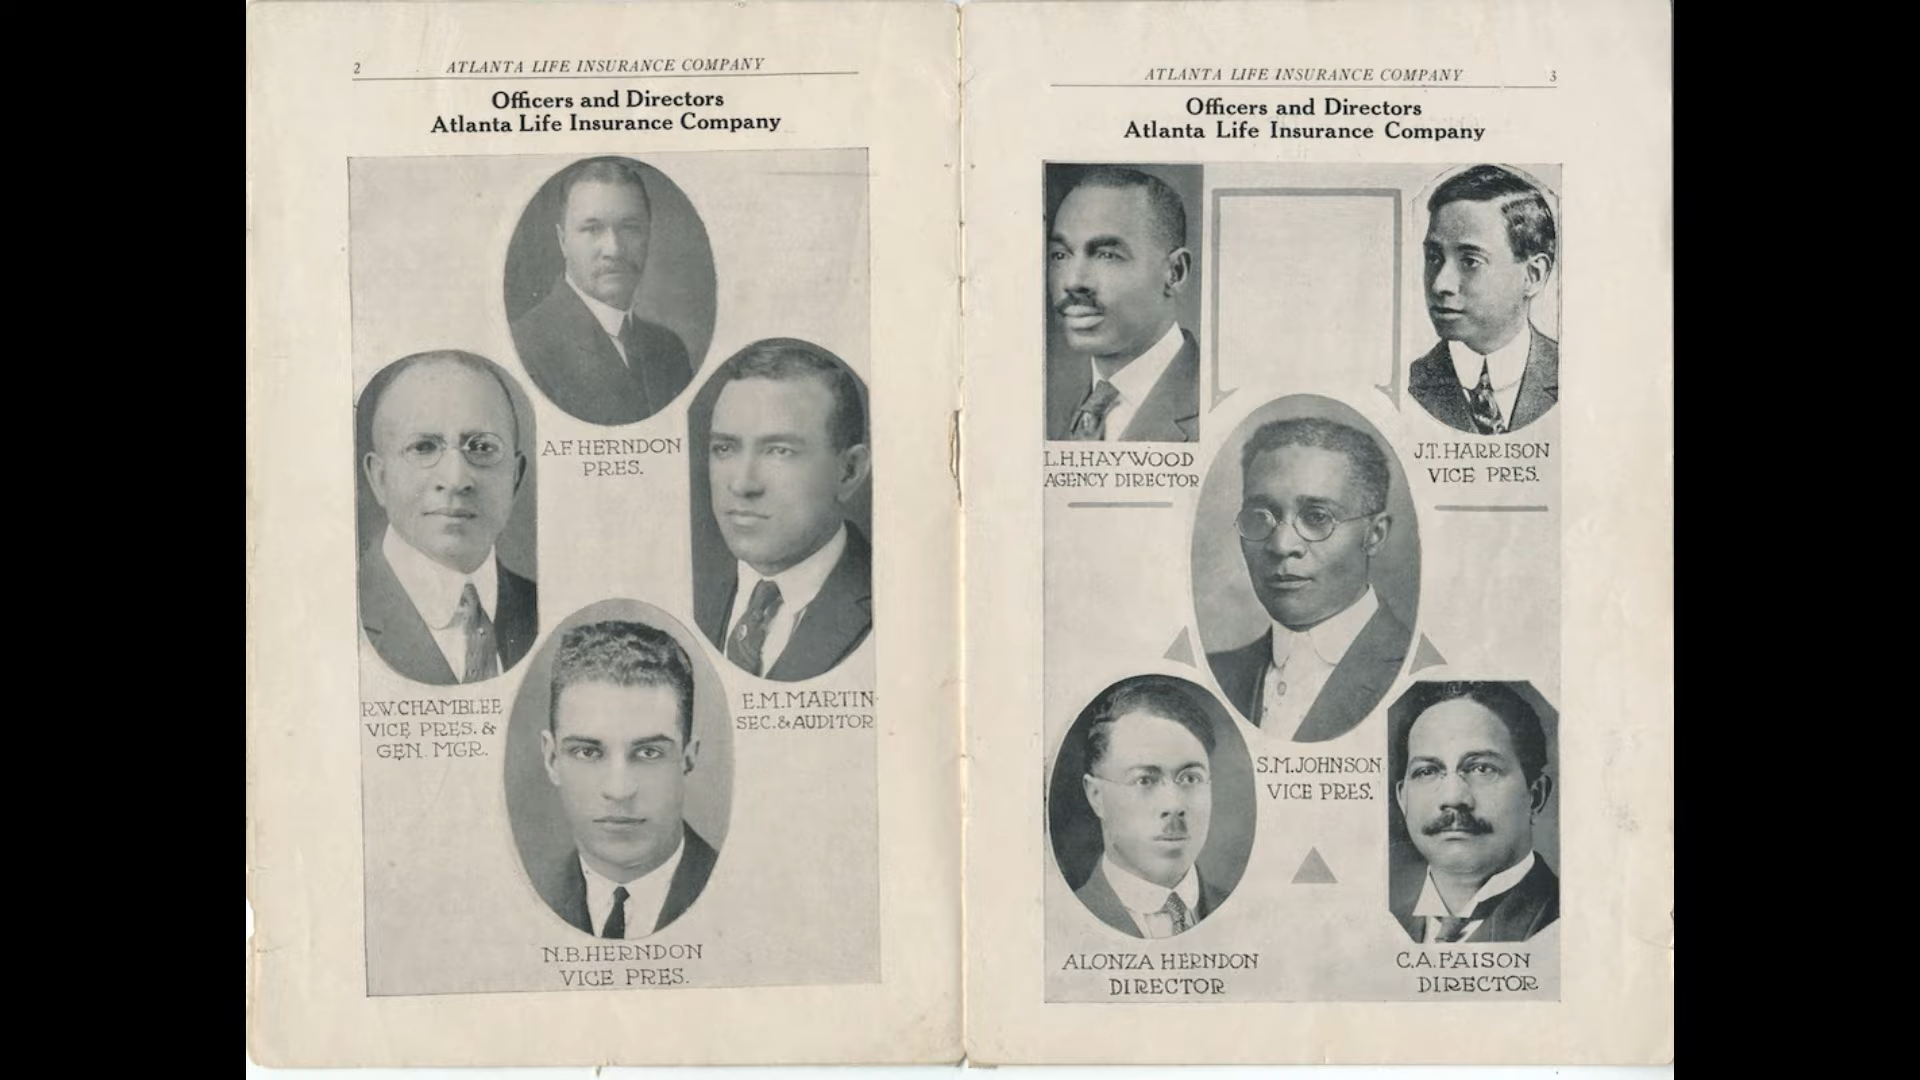 2 ATLANTA LIFE INSURANCE COMPANY
Officers and Directors
Atlanta Life Insurance Company
A.F. HERNDON
PRES.
R.W. CHAMBLEE
VICE PRES. &
GEN. MGR.
E.M. MARTIN
SEC. & AUDITOR
N.B. HERNDON
VICE PRES.
ATLANTA LIFE INSURANCE COMPANY 3
Officers and Directors
Atlanta Life Insurance Company
L.H. HAYWOOD
AGENCY DIRECTOR
J.T. HARRISON
VICE PRES.
S.M. JOHNSON
VICE PRES.
ALONZA HERNDON
DIRECTOR
C.A. FAISON
DIRECTOR